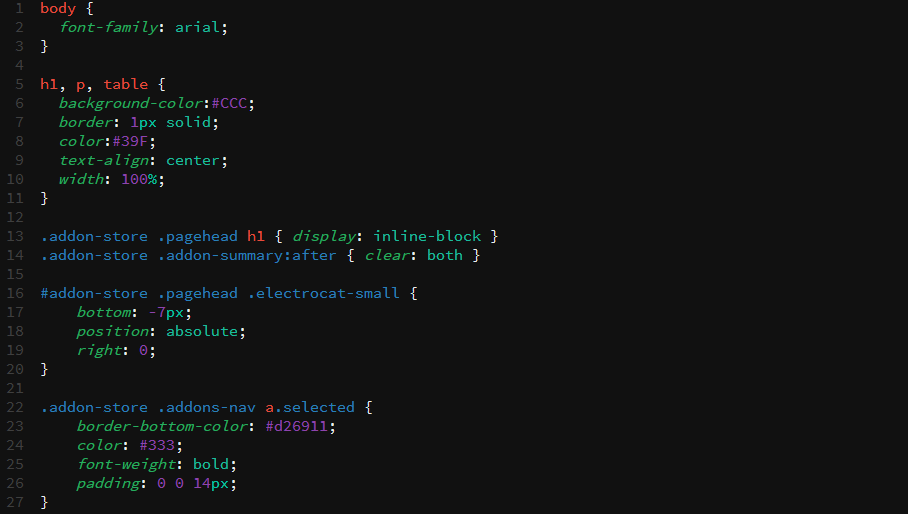 1 body {
2   font-family: arial;
3 }
4
5 h1, p, table {
6   background-color:#CCC;
7   border: 1px solid;
8   color:#39F;
9   text-align: center;
10   width: 100%;
11 }
12
13 .addon-store .pagehead h1 { display: inline-block }
14 .addon-store .addon-summary:after { clear: both }
15
16 #addon-store .pagehead .electrocat-small {
17     bottom: -7px;
18     position: absolute;
19     right: 0;
20 }
21
22 .addon-store .addons-nav a.selected {
23     border-bottom-color: #d26911;
24     color: #333;
25     font-weight: bold;
26     padding: 0 0 14px;
27 }